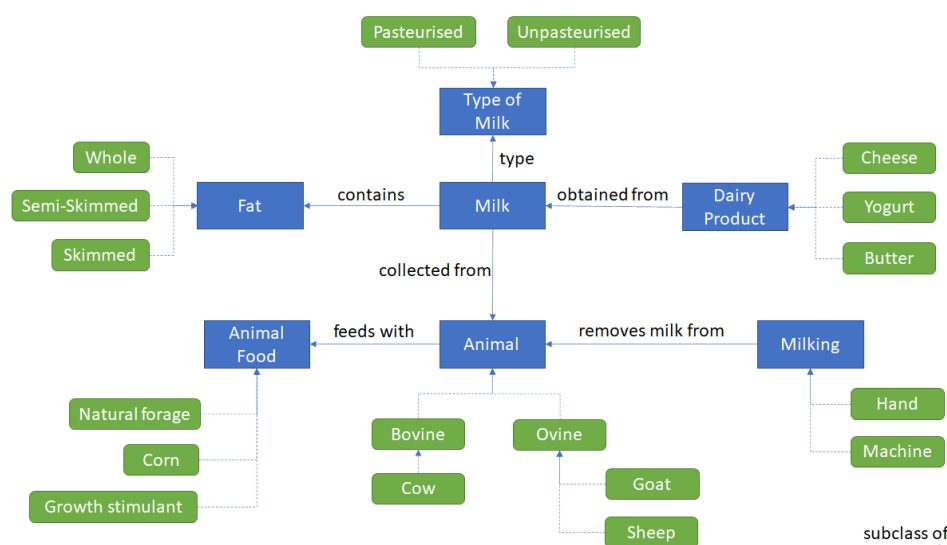 Pasteurised
Unpasteurised
Type of
Milk
type
Whole
Semi-Skimmed
Skimmed
Fat
contains
Milk
obtained from
Dairy
Product
Cheese
Yogurt
Butter
collected from
Animal
Food
feeds with
Animal
removes milk from
Milking
Natural forage
Corn
Growth stimulant
Bovine
Cow
Ovine
Goat
Sheep
Hand
Machine
subclass of